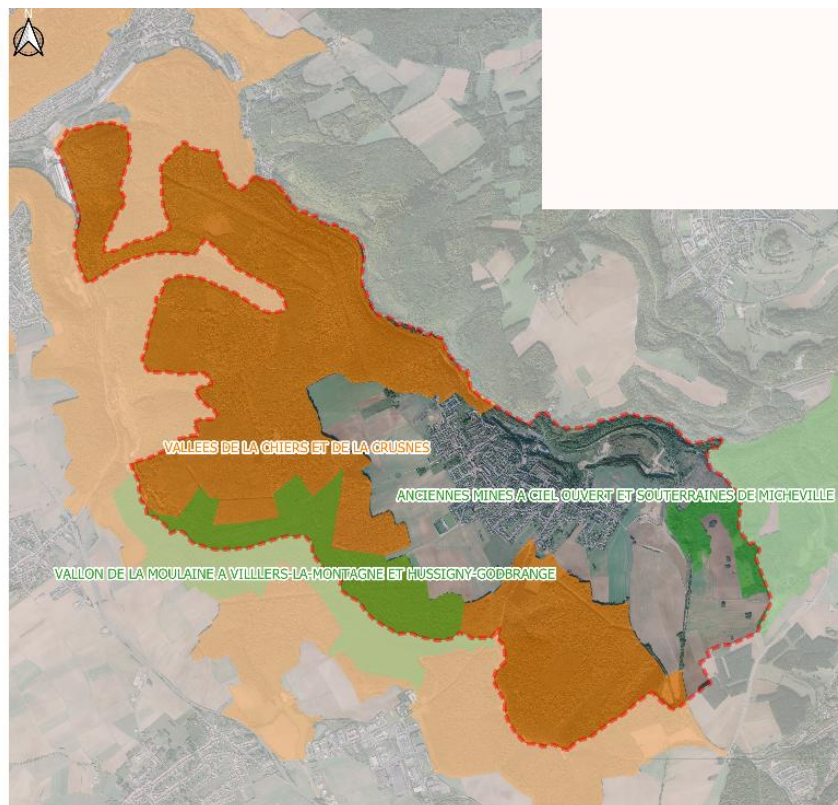 N
VALLEES DE LA CHIERS ET DE LA CRUSNES
ANCIENNES MINES A CIEL OUVERT ET SOUTERRAINES DE MICHEVILLE
VALLON DE LA MOULAINE A VILLLERS-LA-MONTAGNE ET HUSSIGNY-GODBRANGE